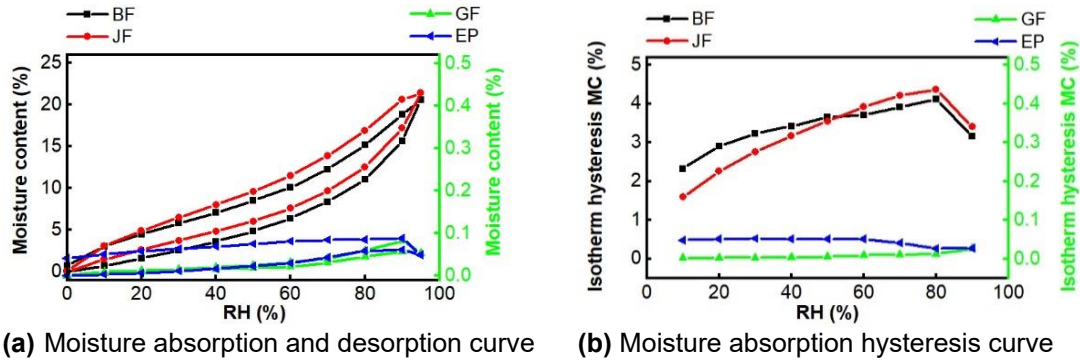 BF
JF
GF
EP
25
20
15
10
5
0
Moisture content (%)
0.5
0.4
0.3
0.2
0.1
0.0
Moisture content (%)
0 20 40 60 80 100
RH (%)
(a) Moisture absorption and desorption curve
BF
JF
GF
EP
5
4
3
2
1
0
Isotherm hysteresis MC (%)
0.5
0.4
0.3
0.2
0.1
0.0
Isotherm hysteresis MC (%)
0 20 40 60 80 100
RH (%)
(b) Moisture absorption hysteresis curve